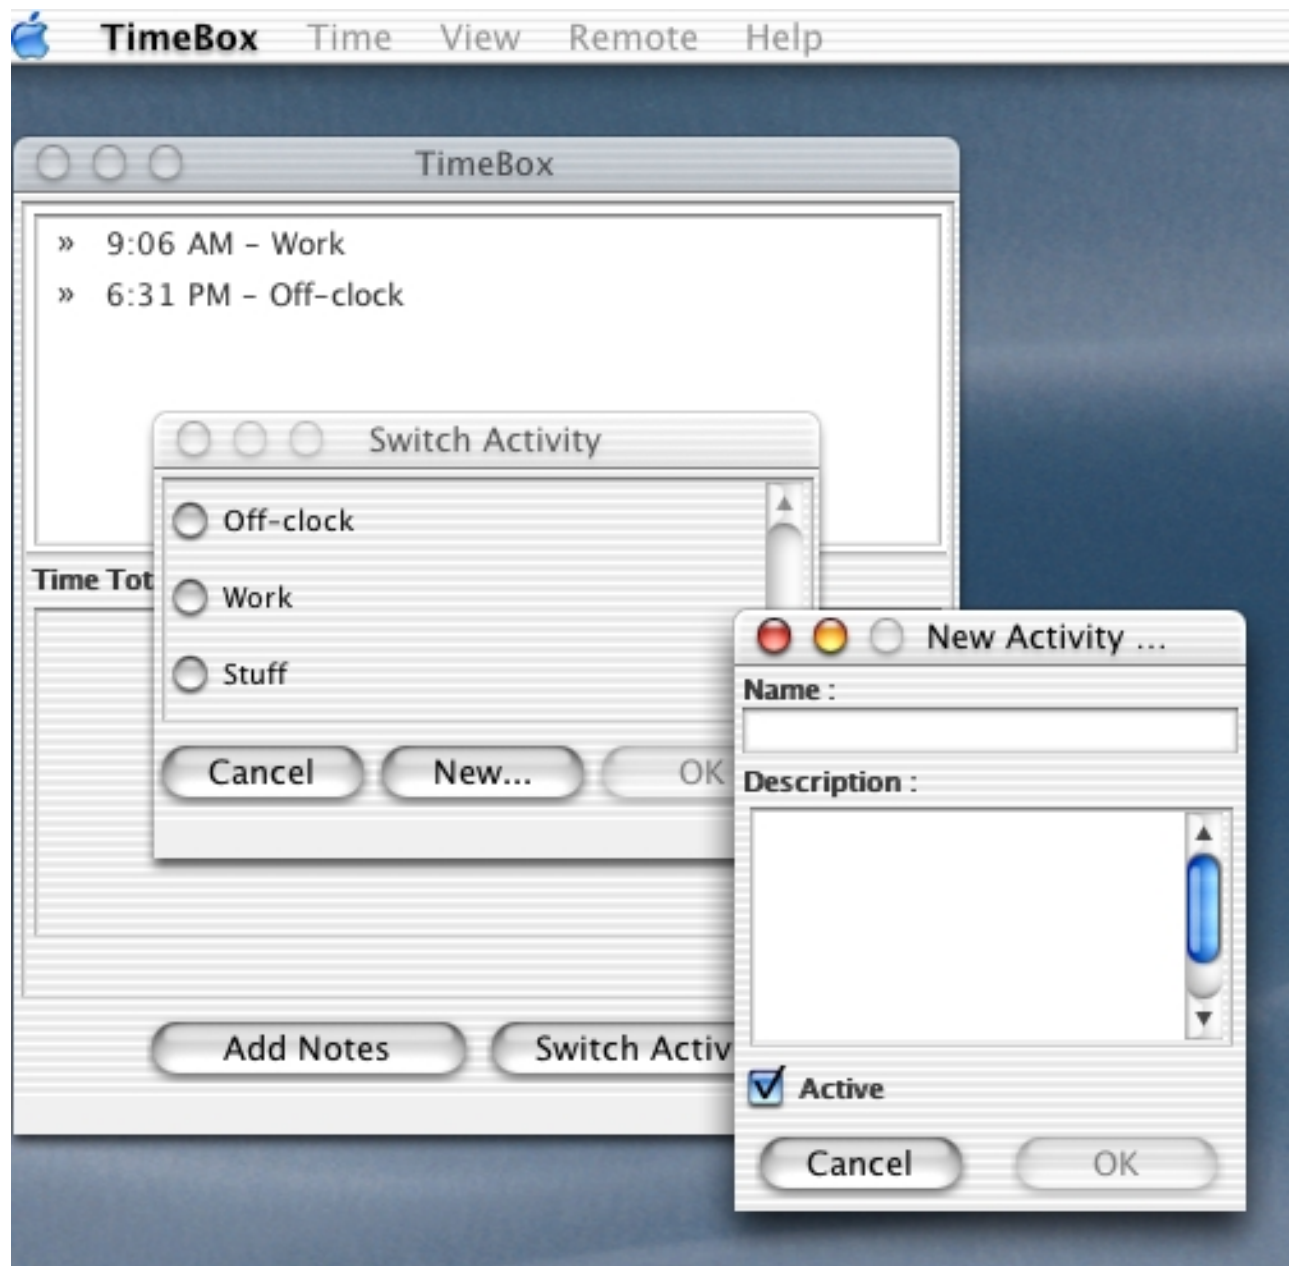 TimeBox Time View Remote Help
TimeBox
» 9:06 AM – Work
» 6:31 PM – Off-clock
Switch Activity
Off-clock
Work
Stuff
Cancel New... OK
Time Tot
Add Notes Switch Activ
New Activity ...
Name :
Description :
Active
Cancel OK